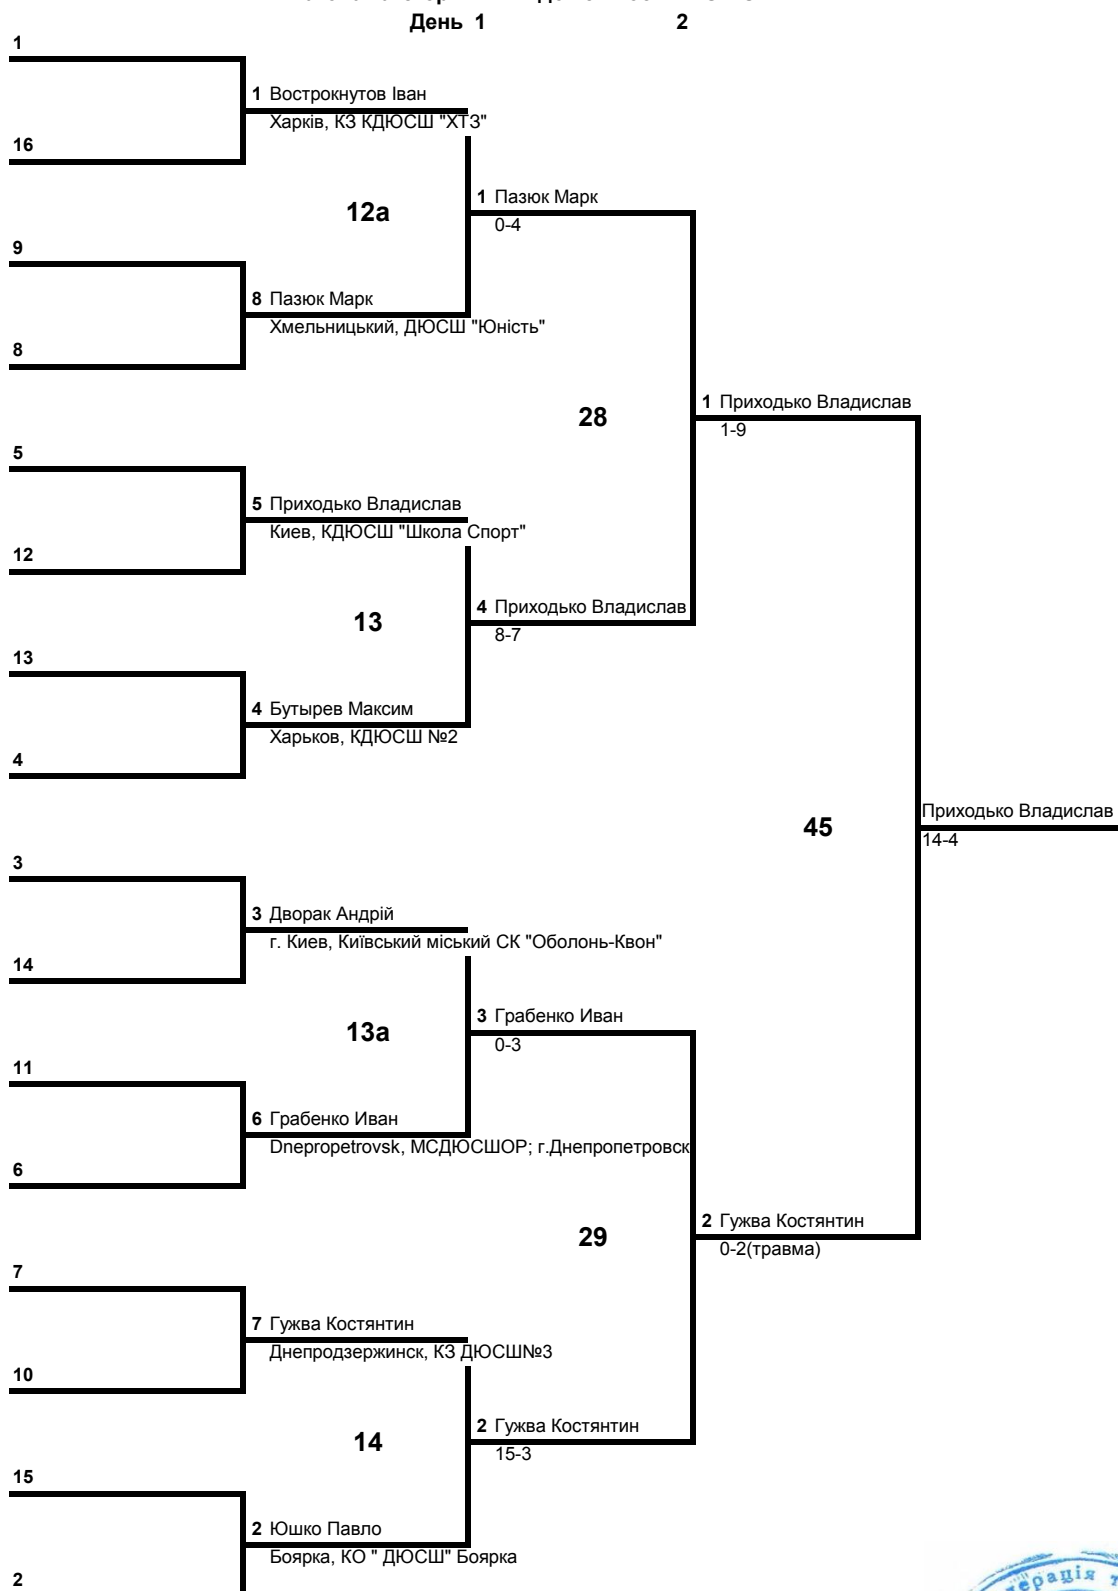 День 1 2
1
1 Вострокнутов Іван
Харків, КЗ КДЮСШ "ХТЗ"
16
1 Пазюк Марк
12а
0-4
9
8 Пазюк Марк
Хмельницький, ДЮСШ "Юність"
8
1 Приходько Владислав
28
1-9
5
5 Приходько Владислав
Киев, КДЮСШ "Школа Спорт"
12
4 Приходько Владислав
13
8-7
13
4 Бутырев Максим
Харьков, КДЮСШ №2
4
Приходько Владислав
45
14-4
3
3 Дворак Андрій
г. Киев, Київський міський СК "Оболонь-Квон"
14
3 Грабенко Иван
13а
0-3
11
6 Грабенко Иван
Dnepropetrovsk, МСДЮСШОР; г.Днепропетровск
6
2 Гужва Костянтин
29
0-2(травма)
7
7 Гужва Костянтин
Днепродзержинск, КЗ ДЮСШ№3
10
2 Гужва Костянтин
14
15-3
15
2 Юшко Павло
Боярка, КО " ДЮСШ" Боярка
2